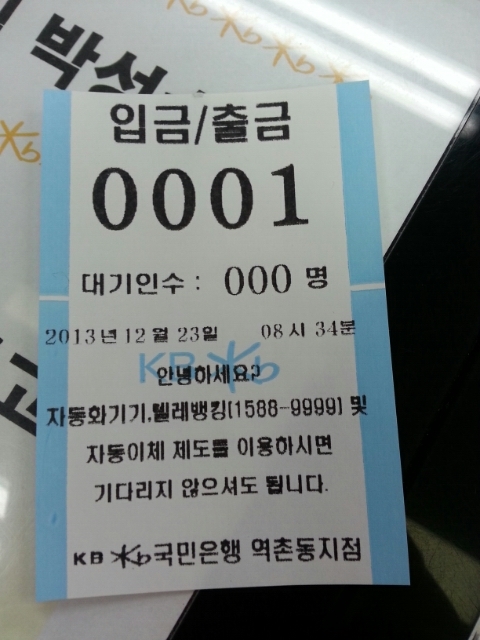 박성
입금/출금
0001
대기인수 : 000 명
2013년 12월 23일 08시 34분
KB
안녕하세요?
자동화기기,텔레뱅킹(1588-9999) 및
자동이체 제도를 이용하시면
기다리지 않으셔도 됩니다.
KB 국민은행 역촌동지점